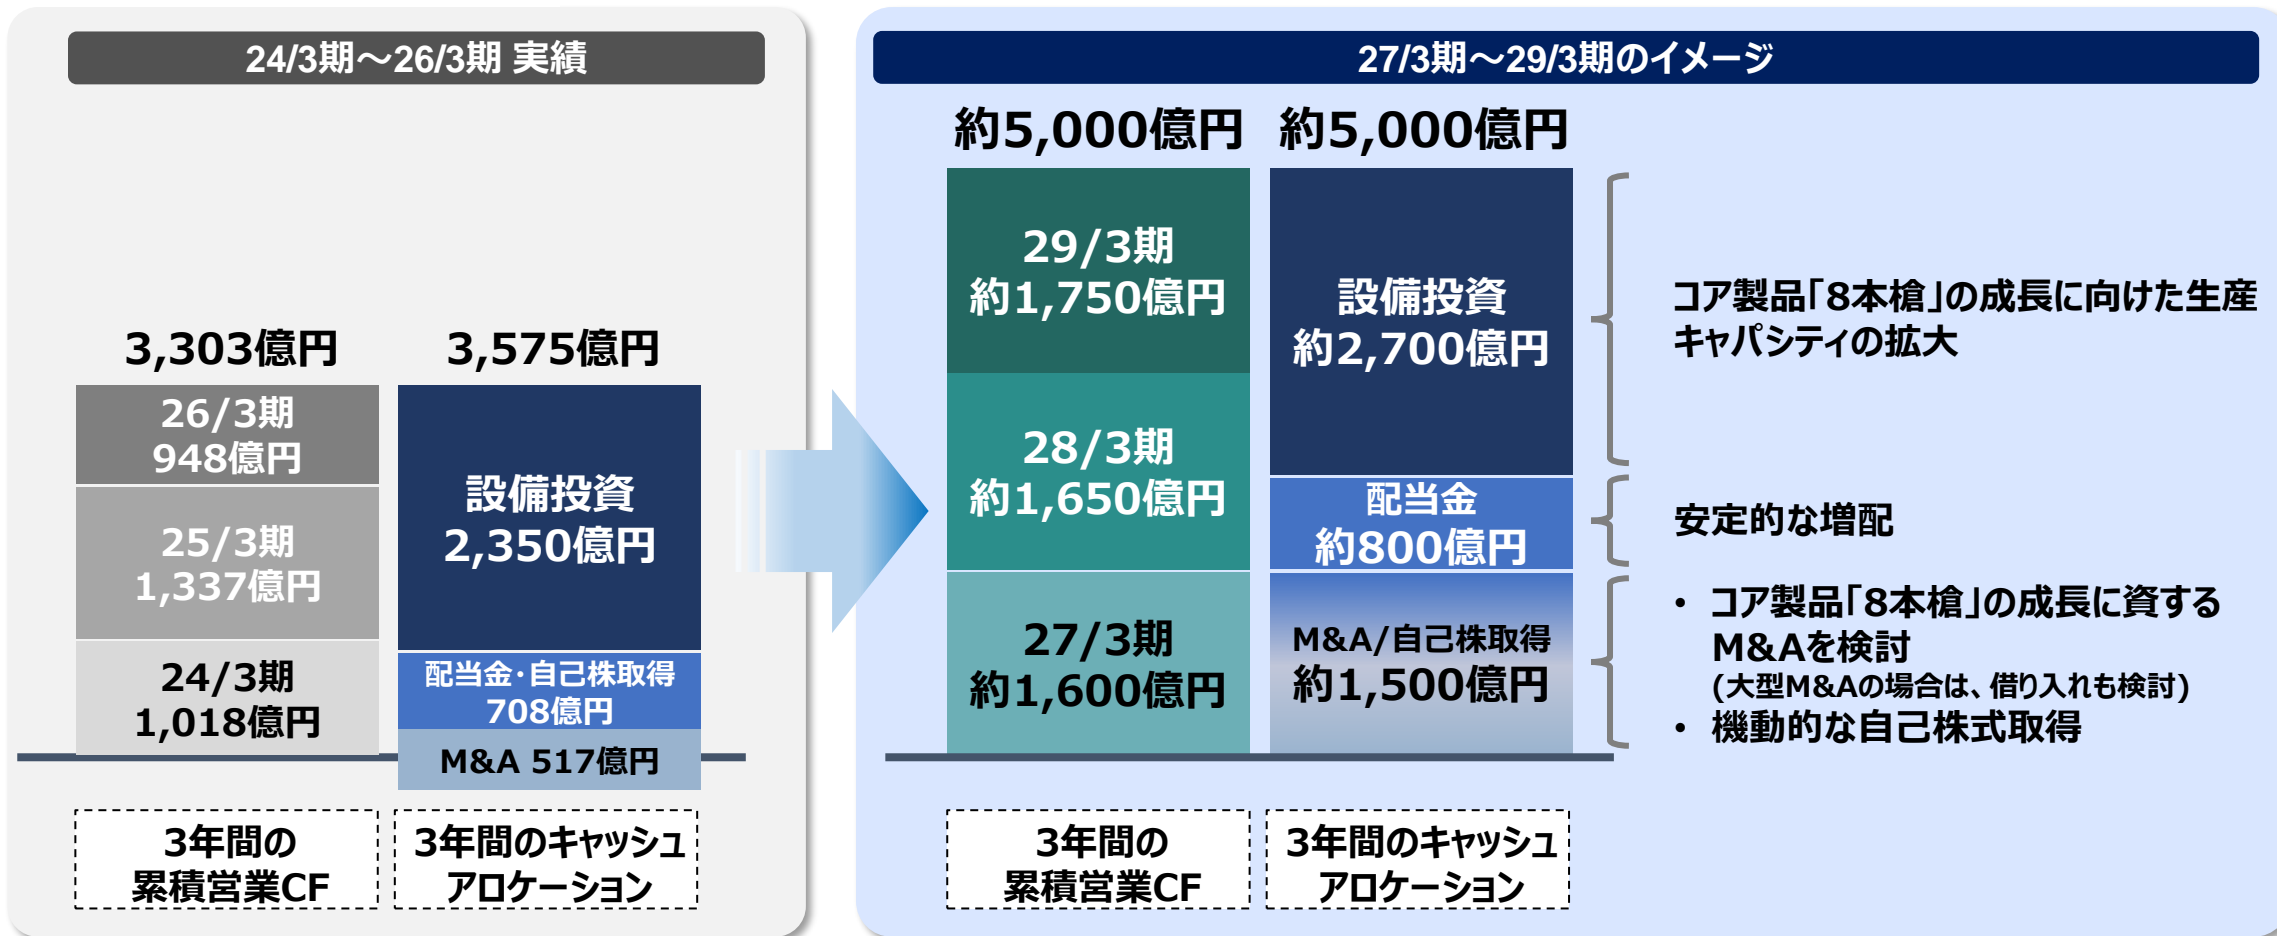 24/3期～26/3期 実績
3,303億円
3,575億円
26/3期
948億円
25/3期
1,337億円
24/3期
1,018億円
設備投資
2,350億円
配当金・自己株取得
708億円
M&A 517億円
3年間の
累積営業CF
3年間のキャッシュ
アロケーション
27/3期～29/3期のイメージ
約5,000億円
約5,000億円
29/3期
約1,750億円
28/3期
約1,650億円
27/3期
約1,600億円
設備投資
約2,700億円
配当金
約800億円
M&A/自己株取得
約1,500億円
コア製品｢8本槍｣の成長に向けた生産
キャパシティの拡大
安定的な増配
• コア製品｢8本槍｣の成長に資する
M&Aを検討
(大型M&Aの場合は、借り入れも検討)
• 機動的な自己株式取得
3年間の
累積営業CF
3年間のキャッシュ
アロケーション